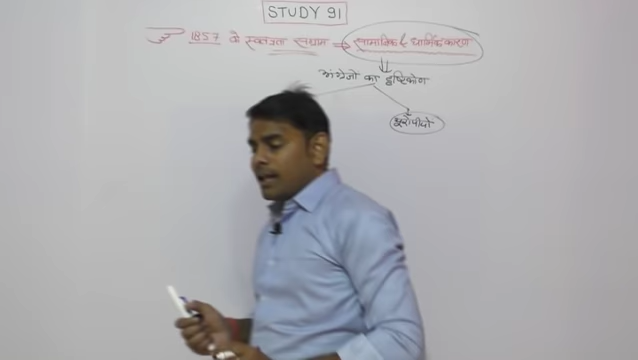 STUDY 91
1857 के स्वतंत्रता संग्राम ⇒ सामाजिक & धार्मिक कारण
अंग्रेजों का दृष्टिकोण